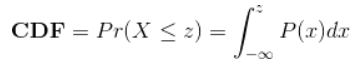 CDF = Pr(X ≤ z) = ∫_{-∞}^{z} P(x)dx